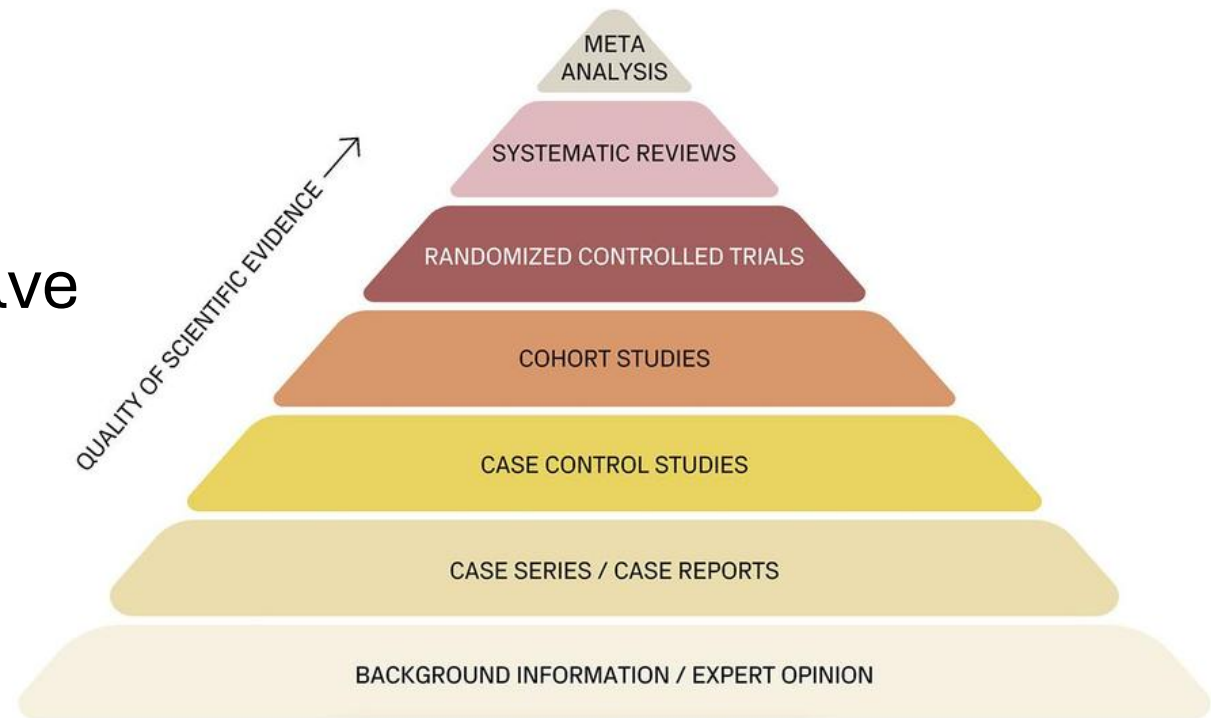 META
ANALYSIS
SYSTEMATIC REVIEWS
QUALITY OF SCIENTIFIC EVIDENCE
RANDOMIZED CONTROLLED TRIALS
COHORT STUDIES
CASE CONTROL STUDIES
CASE SERIES / CASE REPORTS
BACKGROUND INFORMATION / EXPERT OPINION